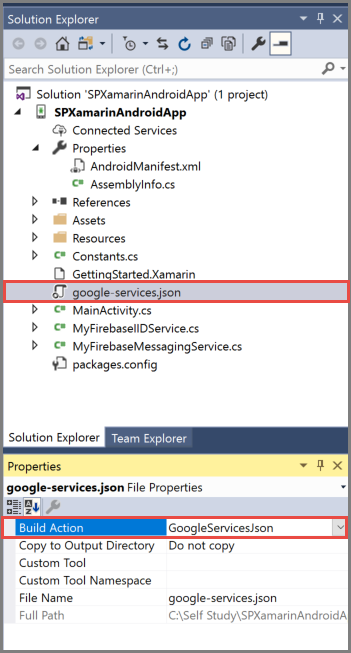 Solution Explorer
Search Solution Explorer (Ctrl+;)
Solution 'SPXamarinAndroidApp' (1 project)
SPXamarinAndroidApp
Connected Services
Properties
AndroidManifest.xml
AssemblyInfo.cs
References
Assets
Resources
Constants.cs
GettingStarted.Xamarin
google-services.json
MainActivity.cs
MyFirebaseIIDService.cs
MyFirebaseMessagingService.cs
packages.config
Solution Explorer Team Explorer
Properties
google-services.json File Properties
Build Action GoogleServicesJson
Copy to Output Directory Do not copy
Custom Tool
Custom Tool Namespace
File Name google-services.json
Full Path C:\Self Study\SPXamarinAndroidA